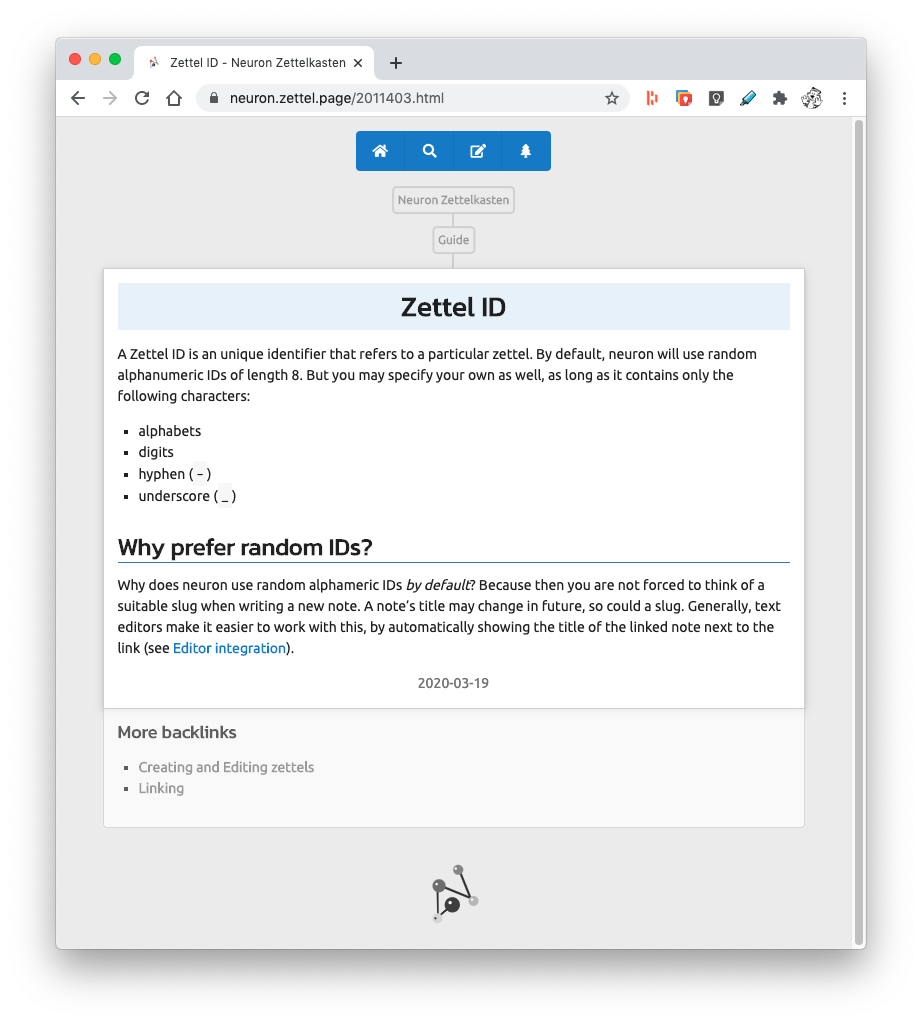 Zettel ID - Neuron Zettelkasten
neuron.zettel.page/2011403.html
Neuron Zettelkasten
Guide
Zettel ID
A Zettel ID is an unique identifier that refers to a particular zettel. By default, neuron will use random
alphanumeric IDs of length 8. But you may specify your own as well, as long as it contains only the
following characters:
▪ alphabets
▪ digits
▪ hyphen ( - )
▪ underscore ( _ )
Why prefer random IDs?
Why does neuron use random alphameric IDs by default? Because then you are not forced to think of a
suitable slug when writing a new note. A note’s title may change in future, so could a slug. Generally, text
editors make it easier to work with this, by automatically showing the title of the linked note next to the
link (see Editor integration).
2020-03-19
More backlinks
▪ Creating and Editing zettels
▪ Linking